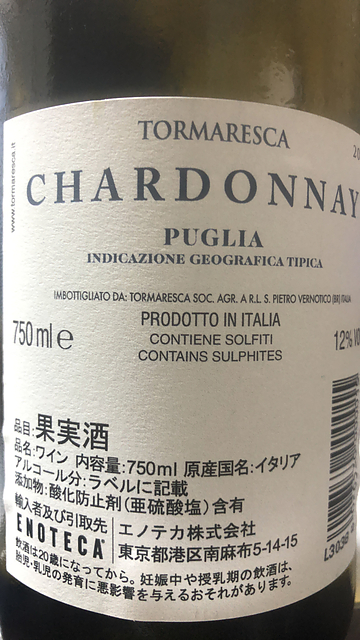 TORMARESCA
CHARDONNAY
PUGLIA
INDICAZIONE GEOGRAFICA TIPICA
www.tormaresca.it
IMBOTTIGLIATO DA: TORMARESCA SOC. AGR. A R.L. S. PIETRO VERNOTICO (BR) ITALIA
750 ml e
PRODOTTO IN ITALIA
CONTIENE SOLFITI
CONTAINS SULPHITES
12% VO
品目:果実酒
品名:ワイン 内容量:750ml 原産国名:イタリア
アルコール分:ラベルに記載
添加物:酸化防止剤(亜硫酸塩)含有
輸入者及び引取先
ENOTECA
エノテカ株式会社
東京都港区南麻布5-14-15
飲酒は20歳になってから。妊娠中や授乳期の飲酒は、
胎児・乳児の発育に悪影響を与えるおそれがあります。